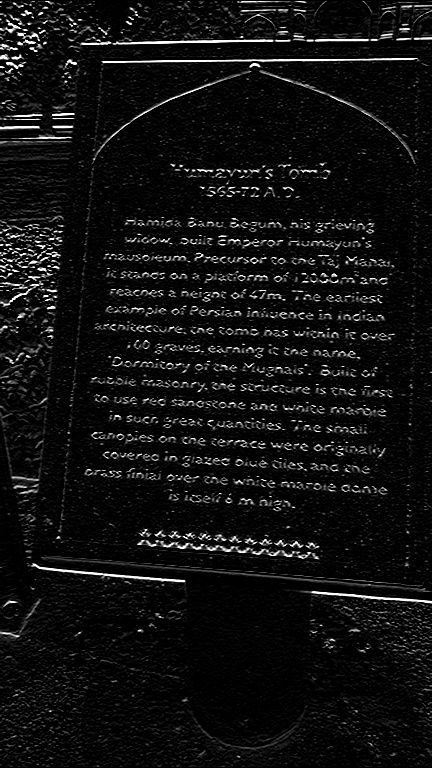 Humayun's Tomb
1565-72 A.D.
Hamida Banu Begum, his grieving
widow, built Emperor Humayun's
mausoleum. Precursor to the Taj Mahal,
it stands on a platform of 12000m² and
reaches a height of 47m. The earliest
example of Persian influence in Indian
architecture, the tomb has within it over
100 graves, earning it the name,
'Dormitory of the Mughals'. Built of
rubble masonry, the structure is the first
to use red sandstone and white marble
in such great quantities. The small
canopies on the terrace were originally
covered in glazed blue tiles, and the
brass finial over the white marble dome
is itself 6 m high.